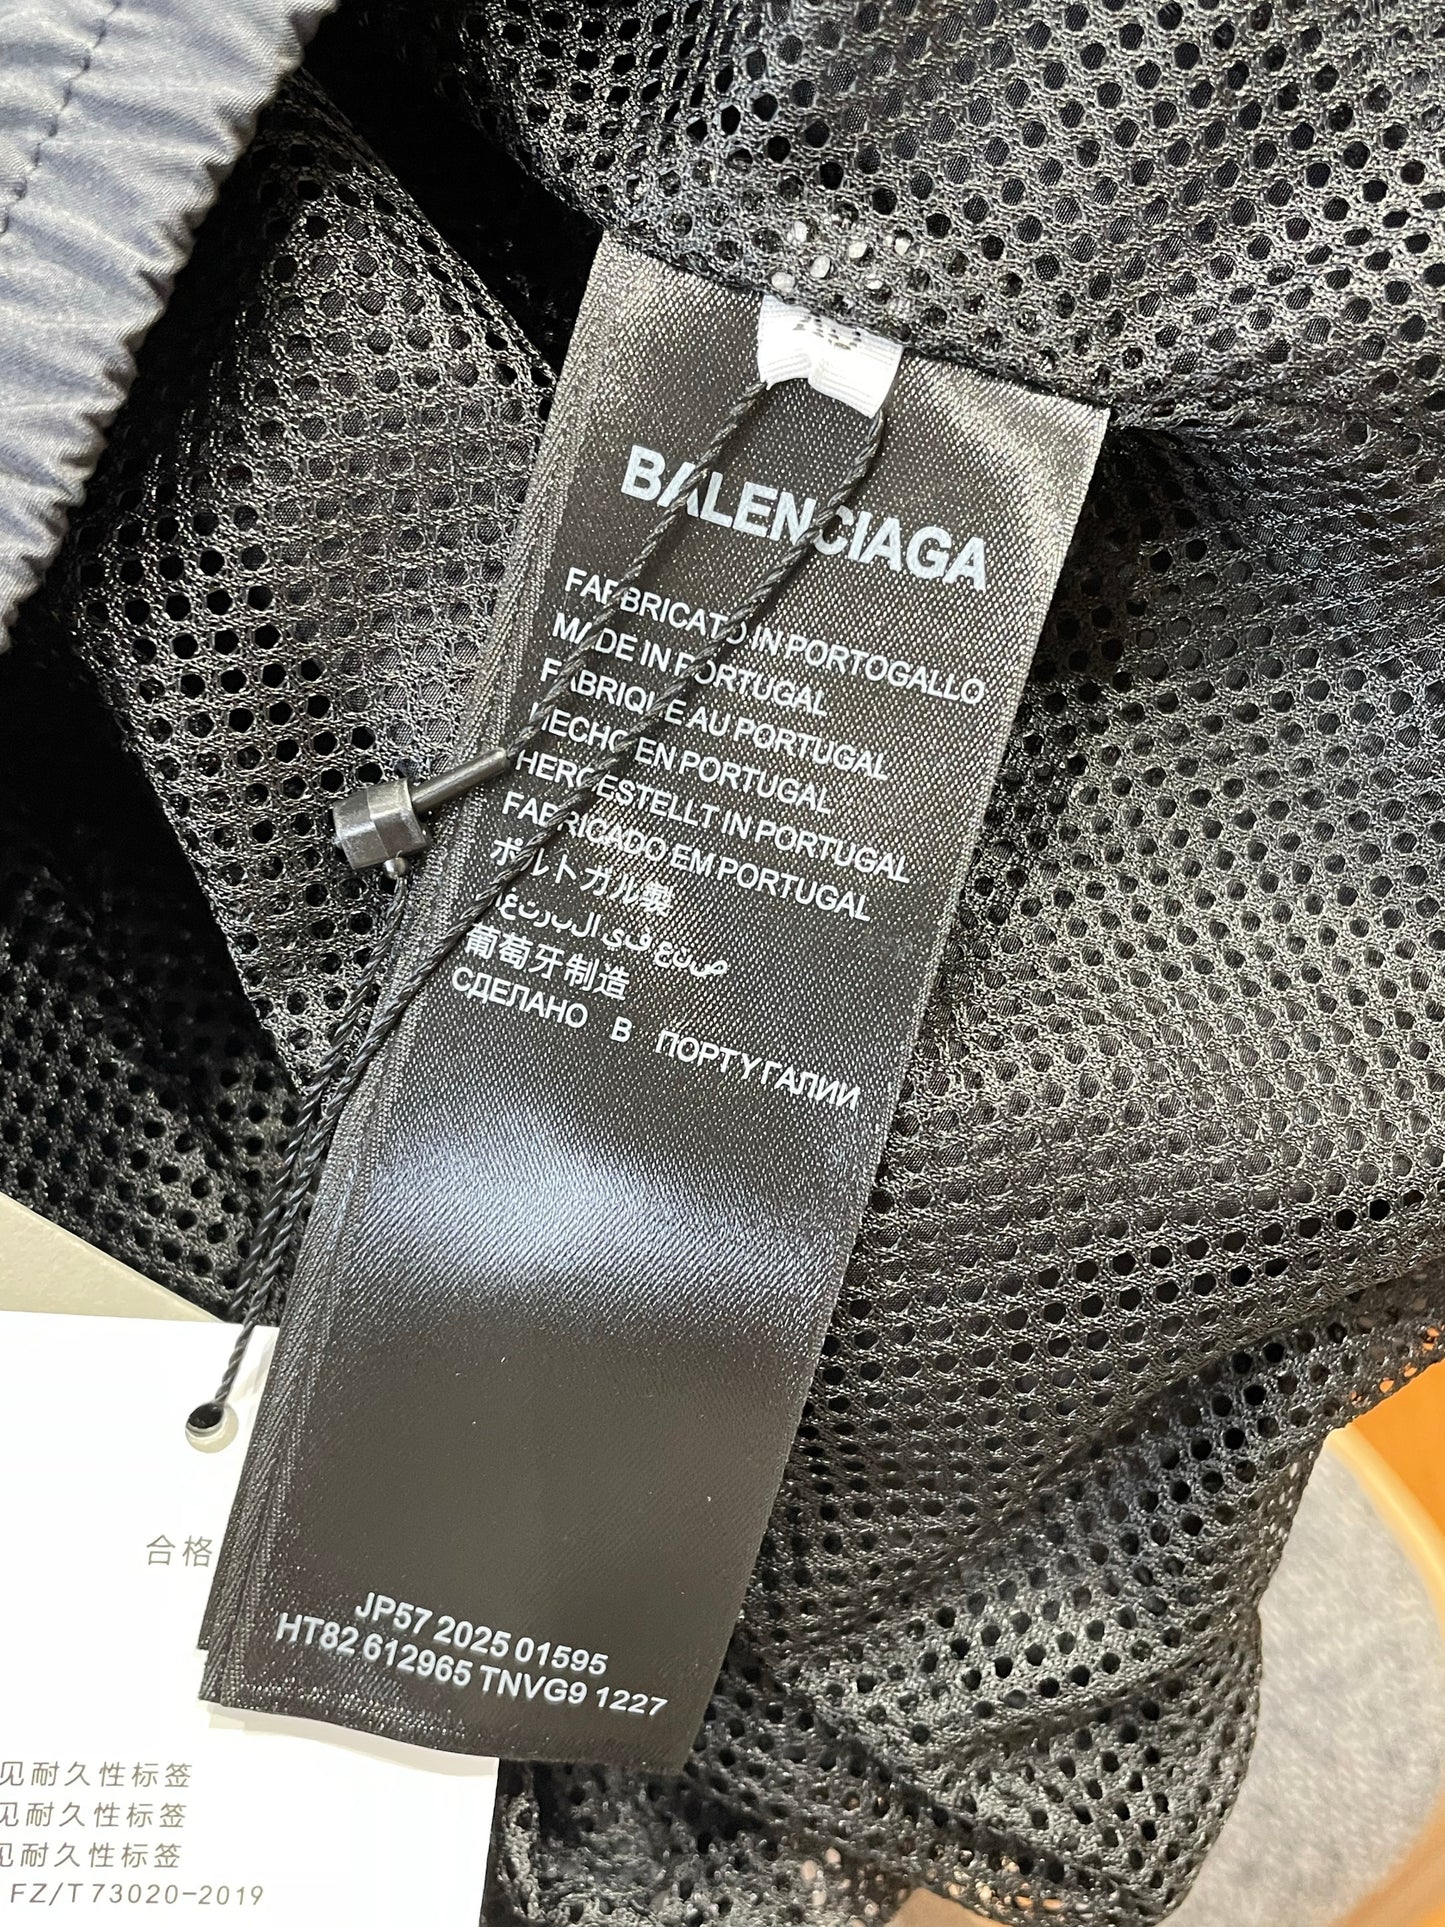 BALENCIAGA
FABBRICATO IN PORTOGALLO
MADE IN PORTUGAL
FABRIQUE AU PORTUGAL
HECHO EN PORTUGAL
HERGESTELLT IN PORTUGAL
FABRICADO EM PORTUGAL
ポルトガル製
صنع في البرتغال
葡萄牙制造
СДЕЛАНО В ПОРТУГАЛИИ
JP57 2025 01595
HT82 612965 TNVG9 1227
合格
见耐久性标签
见耐久性标签
见耐久性标签
FZ/T 73020-2019